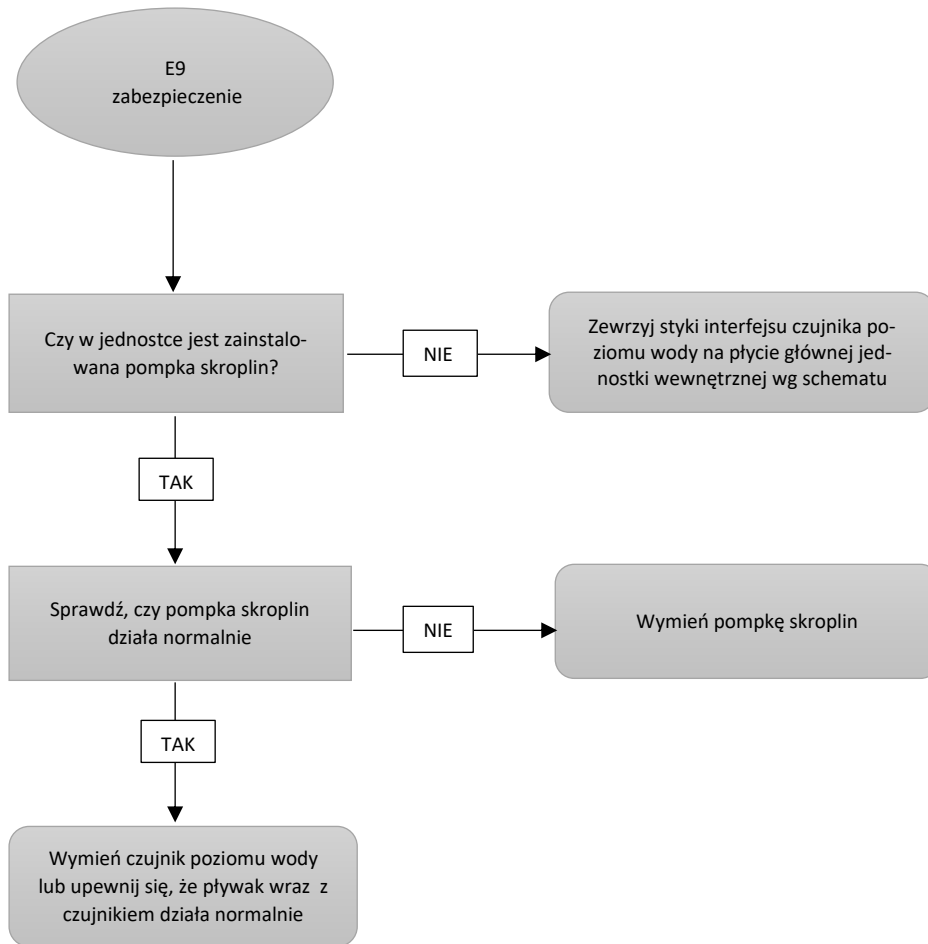 E9
zabezpieczenie
Czy w jednostce jest zainstalo-
wana pompka skroplin?
NIE
Zewrzyj styki interfejsu czujnika po-
ziomu wody na płycie głównej jed-
nostki wewnętrznej wg schematu
TAK
Sprawdź, czy pompka skroplin
działa normalnie
NIE
Wymień pompkę skroplin
TAK
Wymień czujnik poziomu wody
lub upewnij się, że pływak wraz z
czujnikiem działa normalnie